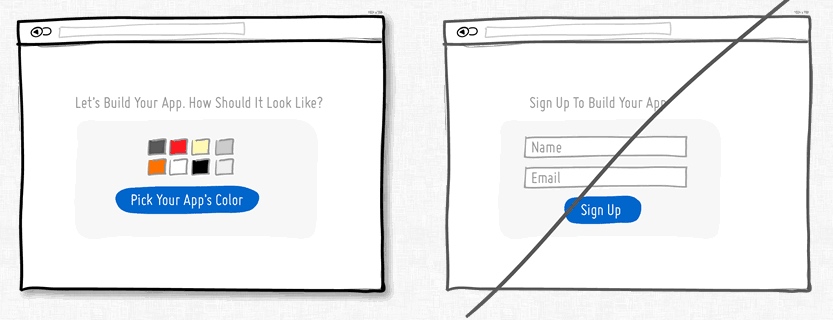 Let's Build Your App. How Should It Look Like?
Pick Your App's Color
Sign Up To Build Your App
Name
Email
Sign Up